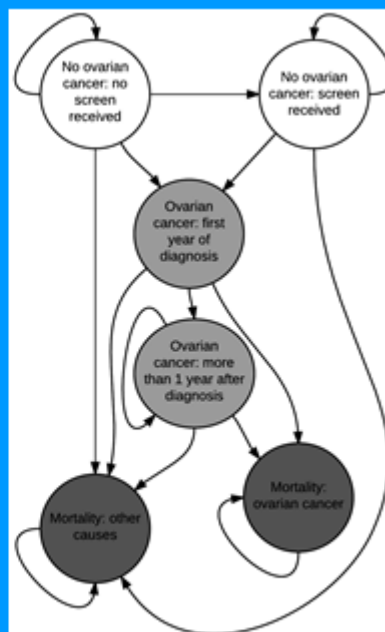 No ovarian
cancer: no
screen
received
No ovarian
cancer: screen
received
Ovarian
cancer: first
year of
diagnosis
Ovarian
cancer: more
than 1 year after
diagnosis
Mortality:
ovarian cancer
Mortality: other
causes